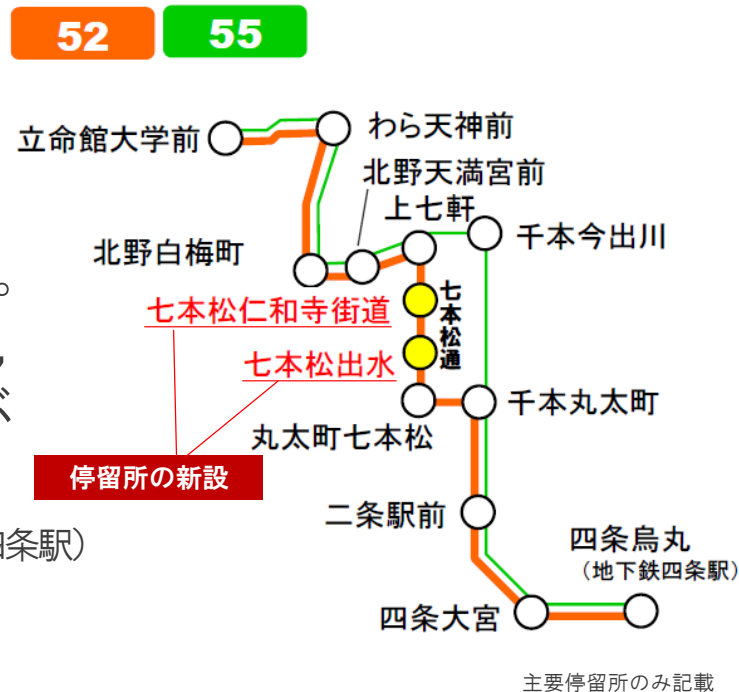 52 55
立命館大学前
わら天神前
北野天満宮前
上七軒
千本今出川
北野白梅町
。
七本松仁和寺街道
七本松通
七本松出水
千本丸太町
丸太町七本松
停留所の新設
二条駅前
条駅）
四条烏丸
（地下鉄四条駅）
四条大宮
主要停留所のみ記載